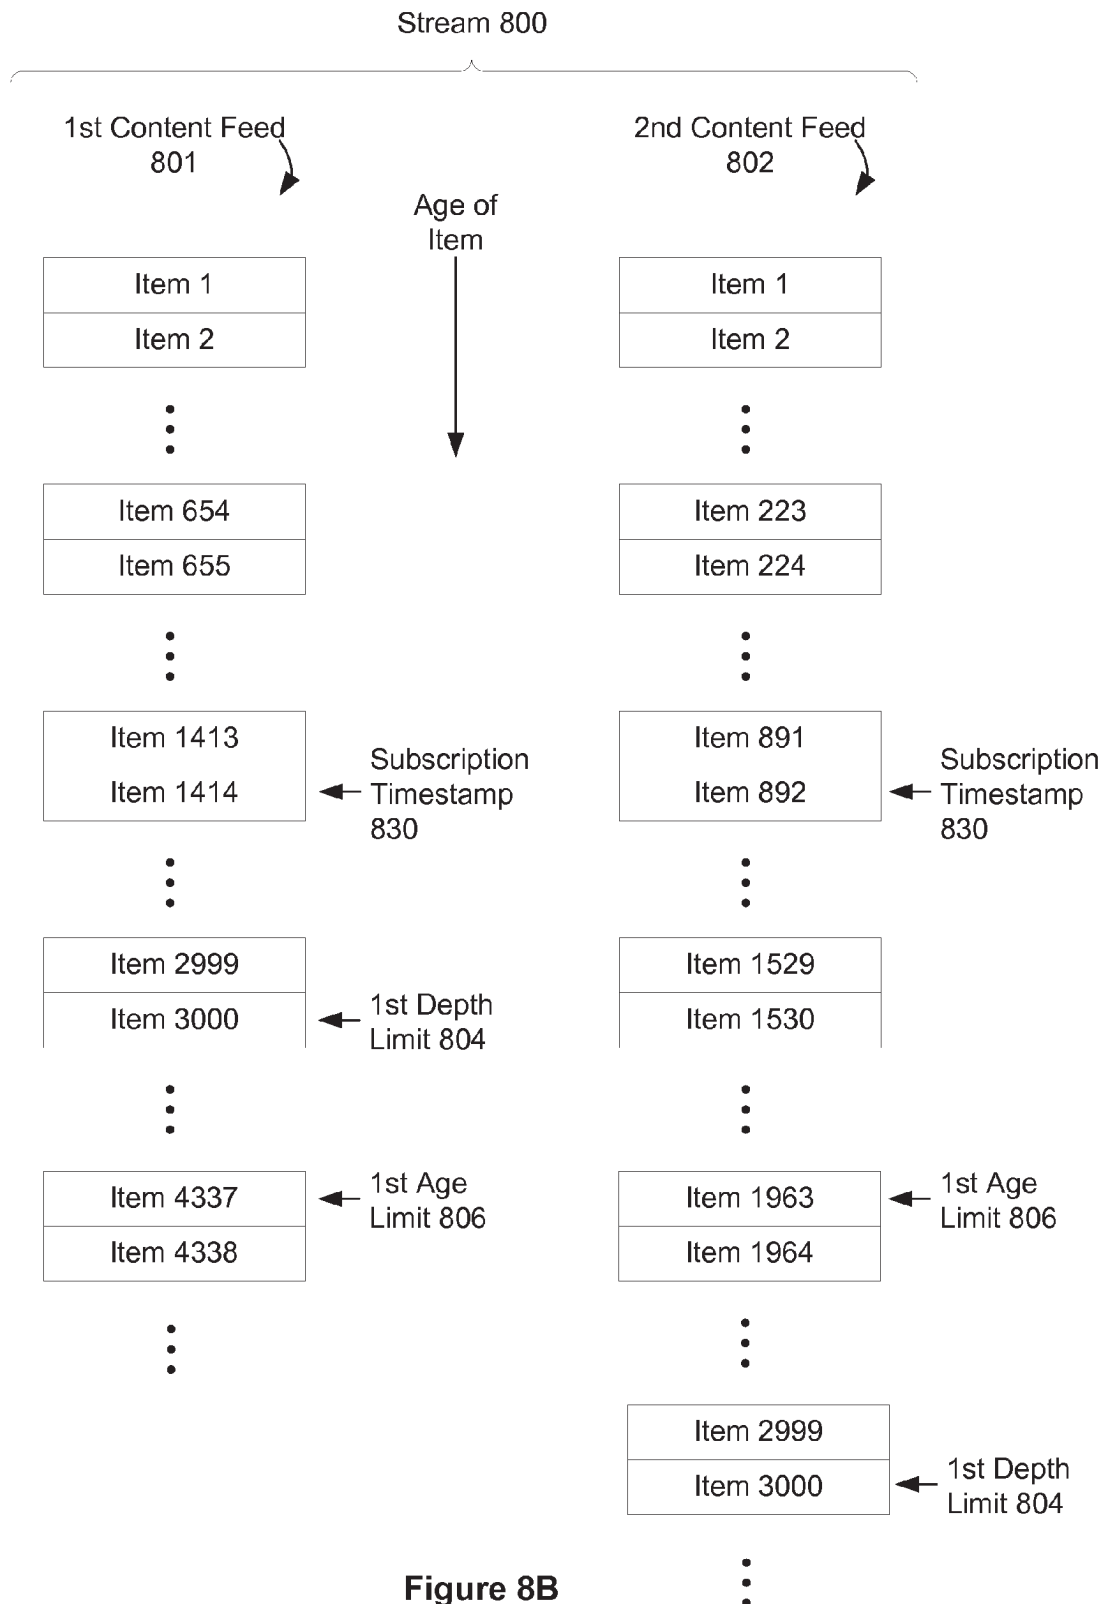 Stream 800
1st Content Feed
801
2nd Content Feed
802
Age of
Item
Item 1
Item 2
Item 1
Item 2
Item 654
Item 655
Item 223
Item 224
Item 1413
Item 1414
Subscription
Timestamp
830
Item 891
Item 892
Subscription
Timestamp
830
Item 2999
Item 3000
1st Depth
Limit 804
Item 1529
Item 1530
Item 4337
Item 4338
1st Age
Limit 806
Item 1963
Item 1964
1st Age
Limit 806
Item 2999
Item 3000
1st Depth
Limit 804
Figure 8B